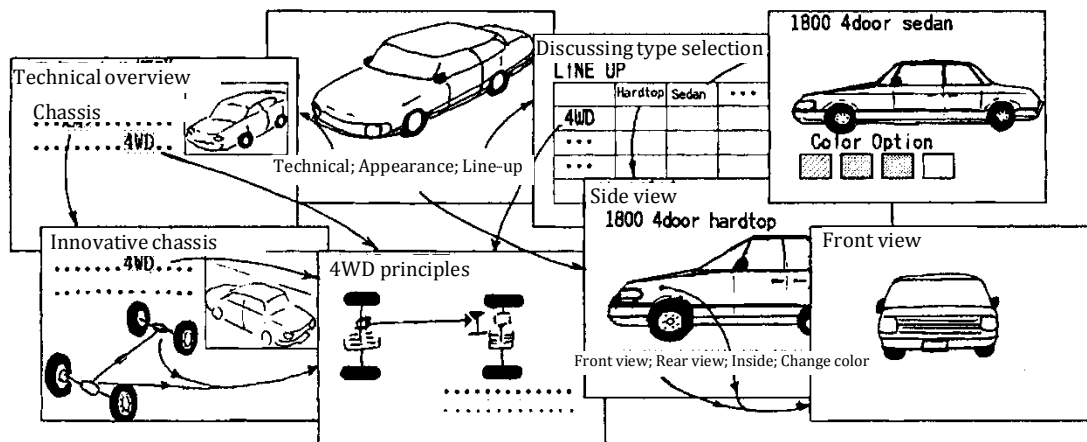 Technical overview
Chassis
4WD
Technical; Appearance; Line-up
Discussing type selection
LINE UP
Hardtop Sedan
4WD
1800 4door sedan
Color Option
Innovative chassis
4WD
4WD principles
Side view
1800 4door hardtop
Front view; Rear view; Inside; Change color
Front view